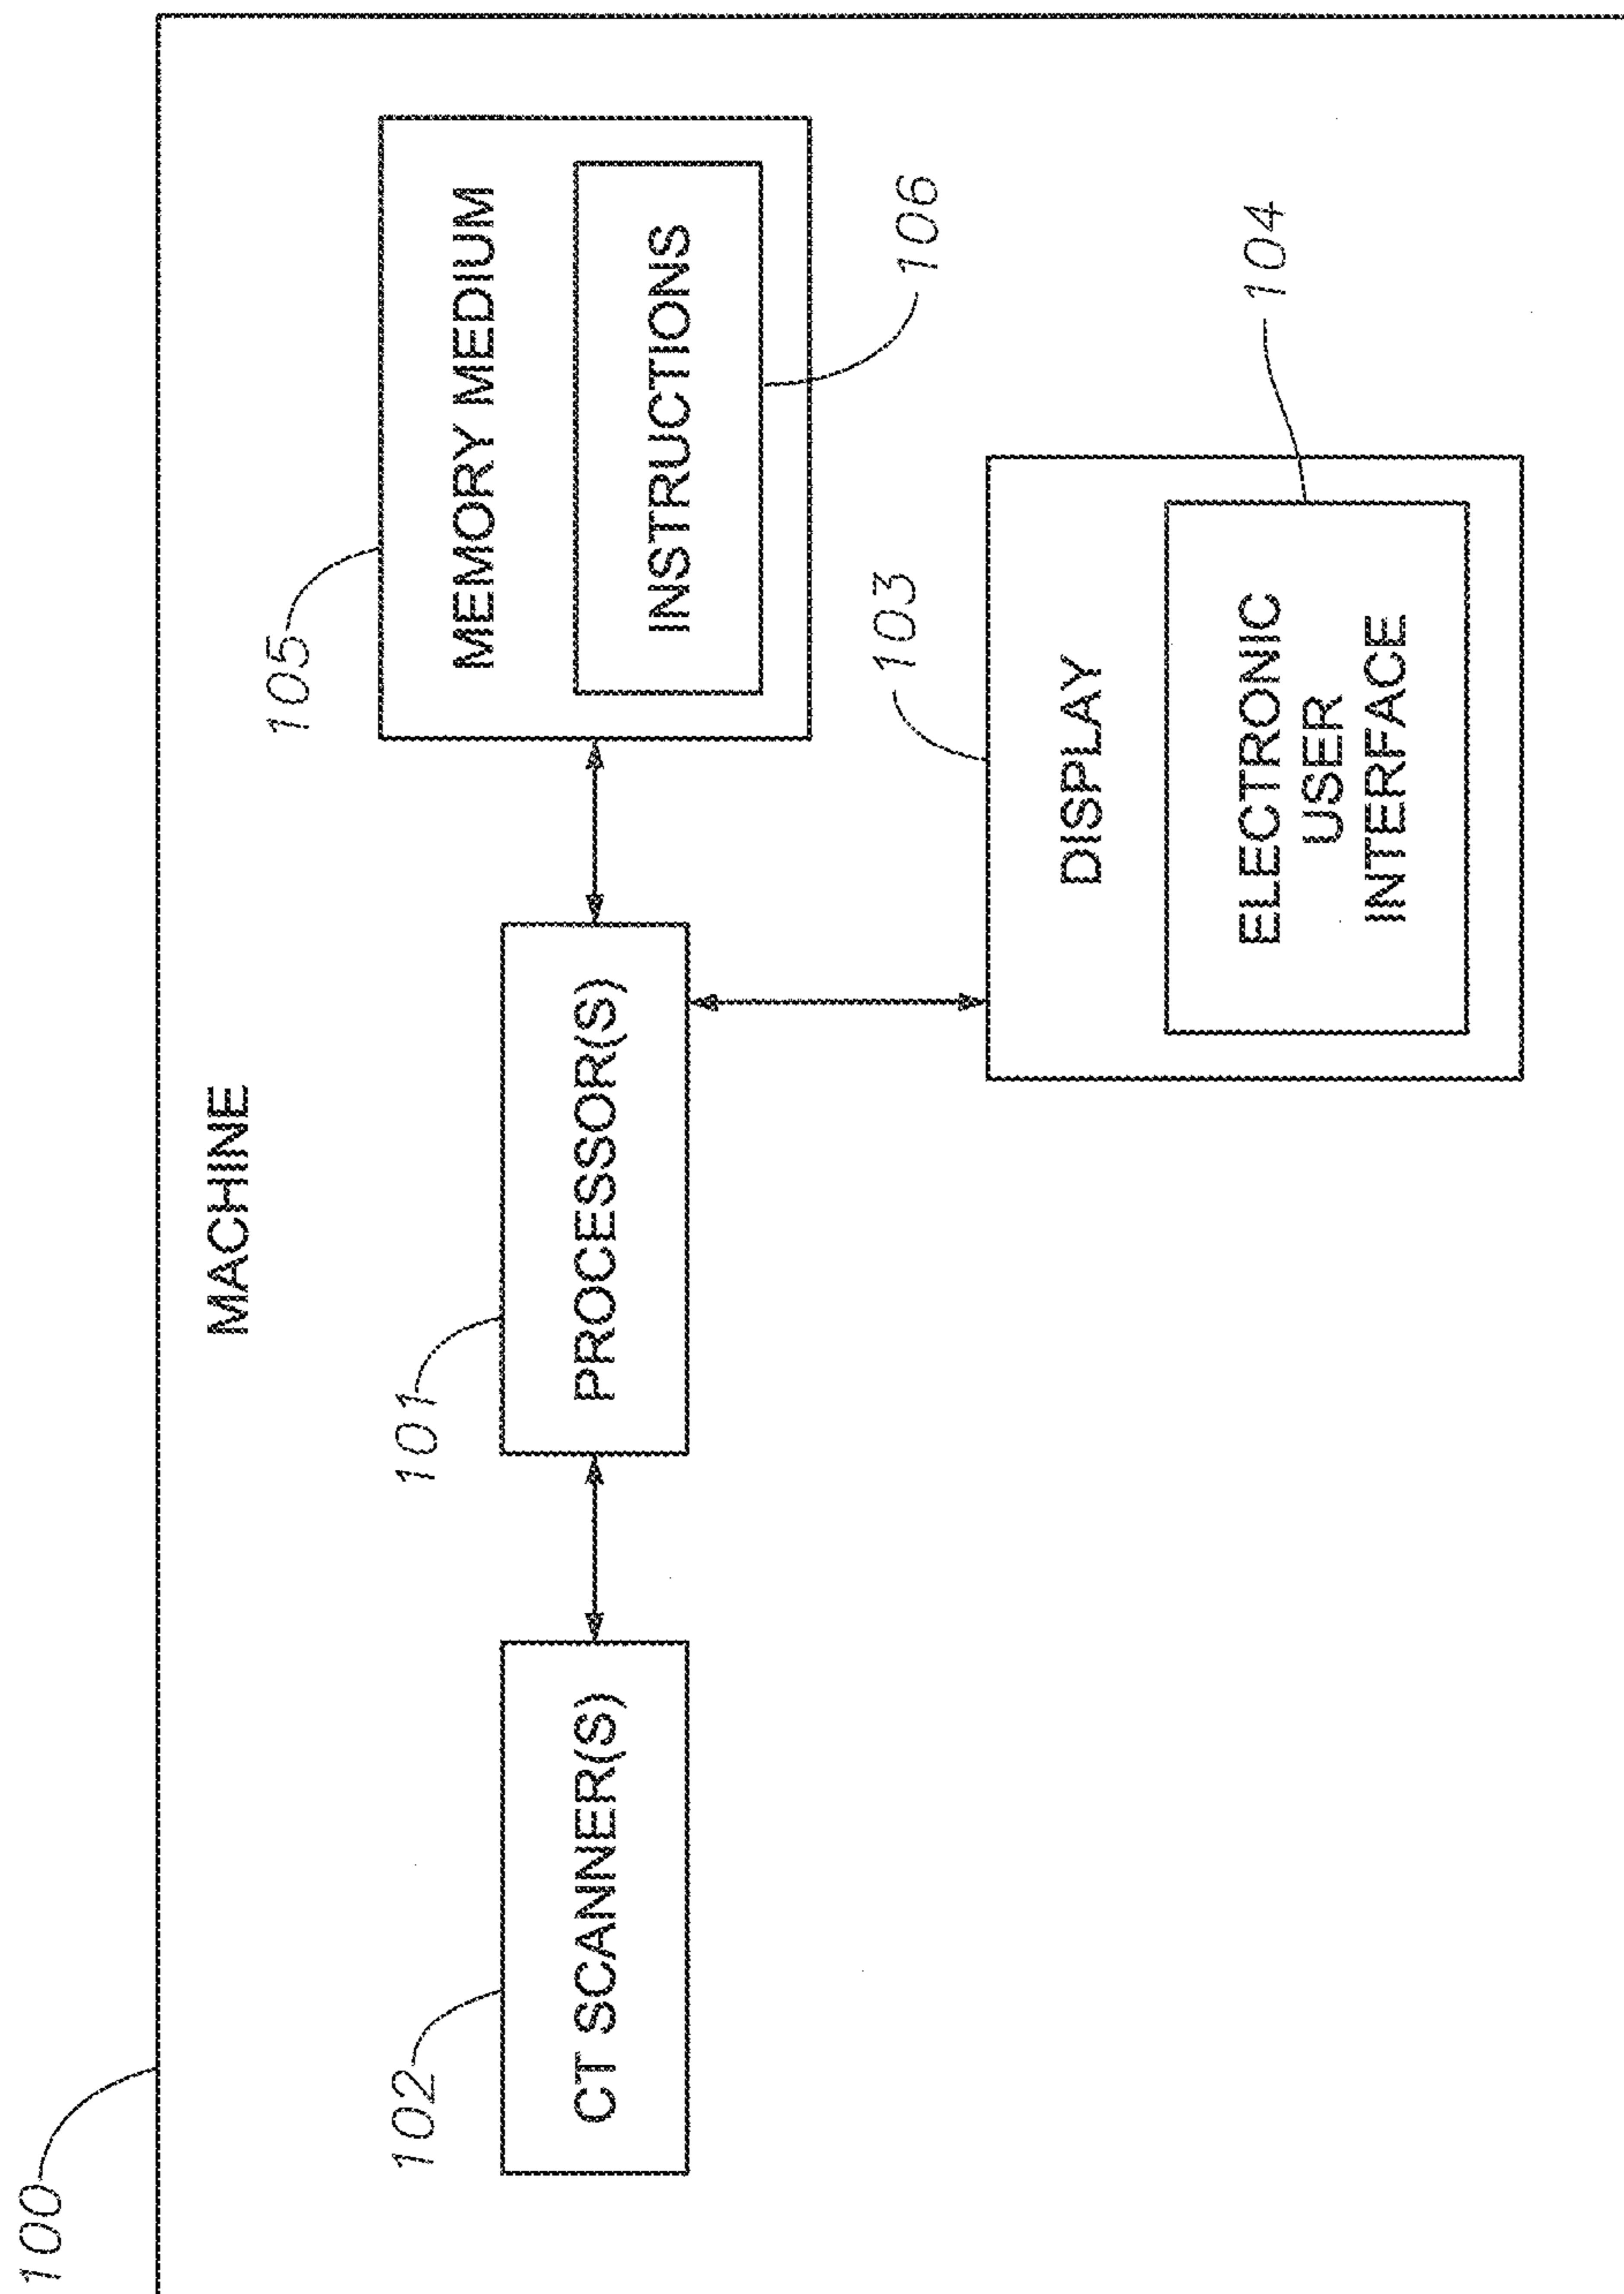 100
MACHINE
102
CT SCANNER(S)
101
PROCESSOR(S)
105
MEMORY MEDIUM
INSTRUCTIONS
106
103
DISPLAY
ELECTRONIC
USER
INTERFACE
104